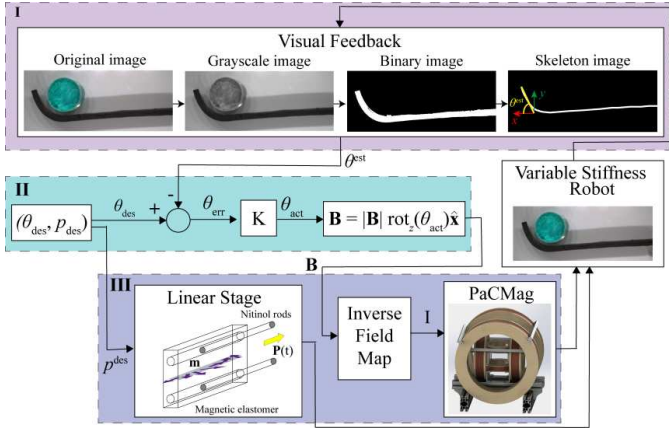 I
Visual Feedback
Original image
Grayscale image
Binary image
Skeleton image
θest
y
x
θest
II
(θdes, pdes)
θdes
+
-
θerr
K
θact
B = |B| rotz(θact)x̂
Variable Stiffness
Robot
B
III
Linear Stage
Nitinol rods
m
P(t)
Magnetic elastomer
pdes
Inverse
Field
Map
I
PaCMag